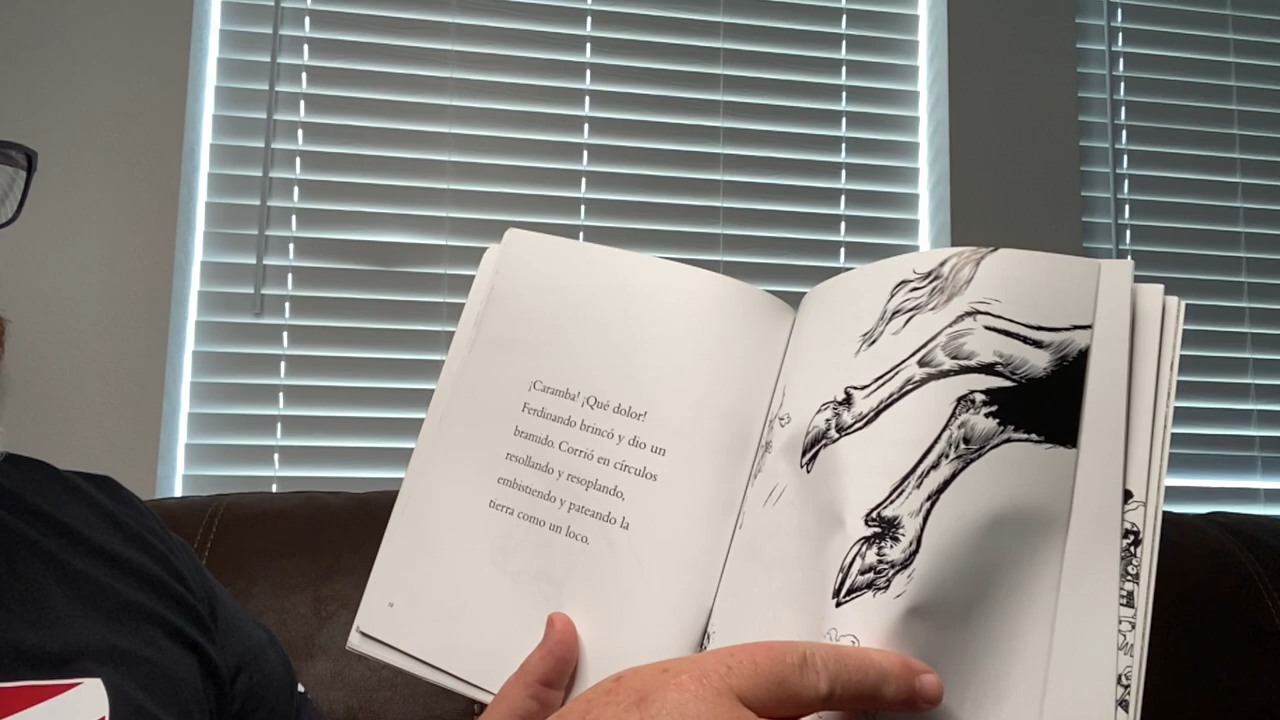 ¡Caramba! ¡Qué dolor!
Ferdinando brincó y dio un
bramido. Corrió en círculos
resollando y resoplando,
embistiendo y pateando la
tierra como un loco.